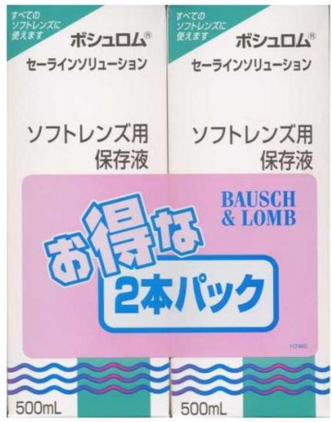 すべての
ソフトレンズに
使えます
ボシュロム®
セーラインソリューション
ソフトレンズ用
保存液
すべての
ソフトレンズに
使えます
ボシュロム®
セーラインソリューション
ソフトレンズ用
保存液
BAUSCH
& LOMB
お得な
2本パック
500mL
500mL